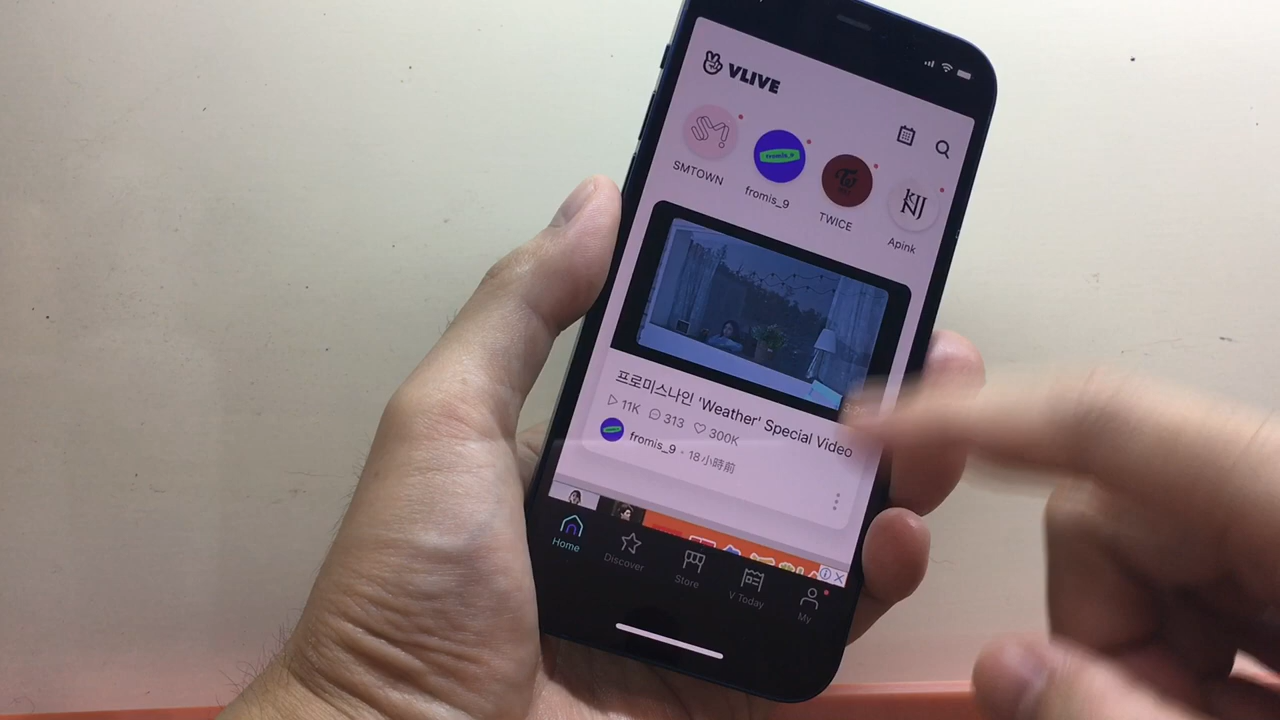 VLIVE
SMTOWN
fromis_9
TWICE
Apink
프로미스나인 'Weather' Special Video
11K 313 300K
fromis_9 · 18小時前
Home
Discover
Store
V Today
My